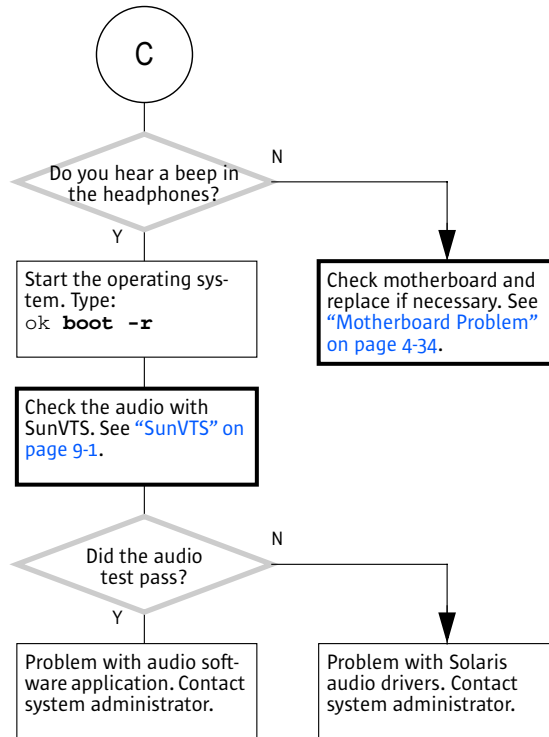 C
Do you hear a beep in
the headphones?
N
Y
Start the operating sys-
tem. Type:
ok boot -r
Check motherboard and
replace if necessary. See
“Motherboard Problem”
on page 4-34.
Check the audio with
SunVTS. See “SunVTS” on
page 9-1.
Did the audio
test pass?
N
Y
Problem with audio soft-
ware application. Contact
system administrator.
Problem with Solaris
audio drivers. Contact
system administrator.